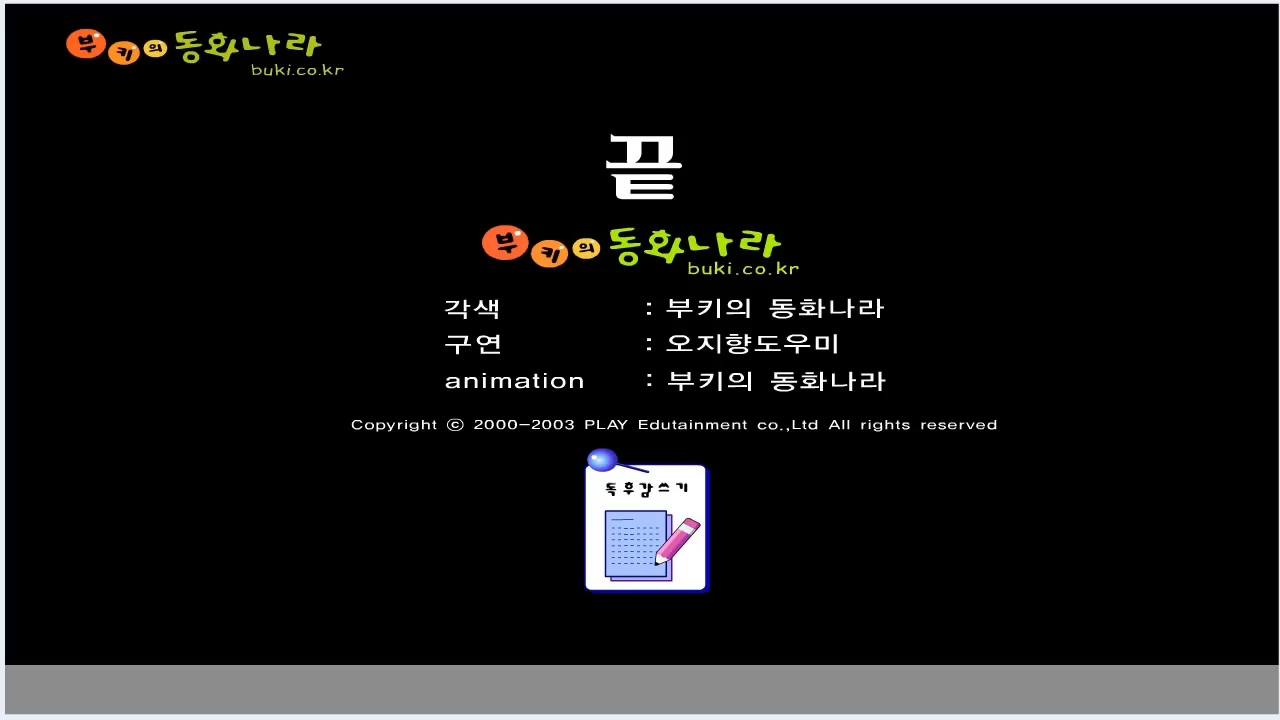 부키의 동화나라
buki.co.kr
끝
부키의 동화나라
buki.co.kr
각색 : 부키의 동화나라
구연 : 오지향도우미
animation : 부키의 동화나라
Copyright ⓒ 2000-2003 PLAY Edutainment co.,Ltd All rights reserved
독후감쓰기